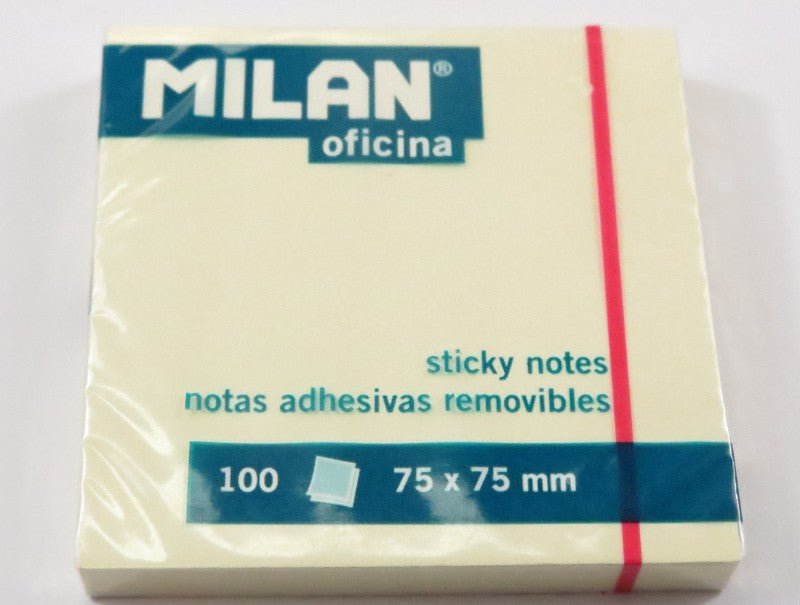 MILAN®
oficina
sticky notes
notas adhesivas removibles
100 75 x 75 mm